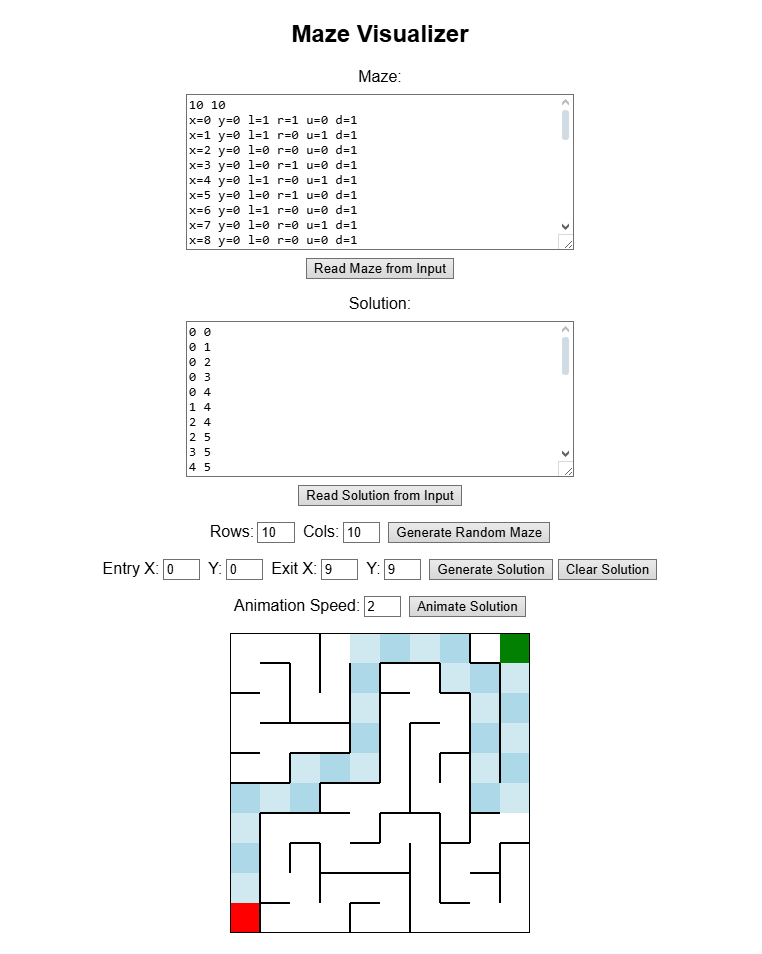 Maze Visualizer
Maze:
10 10
x=0 y=0 l=1 r=1 u=0 d=1
x=1 y=0 l=1 r=0 u=1 d=1
x=2 y=0 l=0 r=0 u=0 d=1
x=3 y=0 l=0 r=1 u=0 d=1
x=4 y=0 l=1 r=0 u=1 d=1
x=5 y=0 l=0 r=1 u=0 d=1
x=6 y=0 l=1 r=0 u=0 d=1
x=7 y=0 l=0 r=0 u=1 d=1
x=8 y=0 l=0 r=0 u=0 d=1
Read Maze from Input
Solution:
0 0
0 1
0 2
0 3
0 4
1 4
2 4
2 5
3 5
4 5
Read Solution from Input
Rows: 10 Cols: 10 Generate Random Maze
Entry X: 0 Y: 0 Exit X: 9 Y: 9 Generate Solution Clear Solution
Animation Speed: 2 Animate Solution